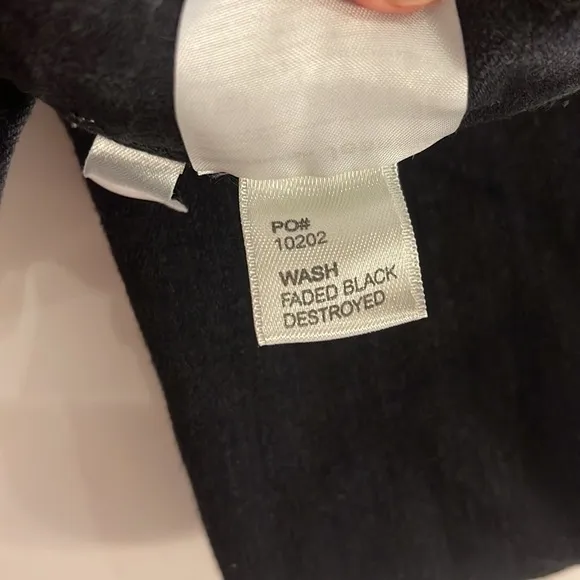 PO#
10202
WASH
FADED BLACK
DESTROYED